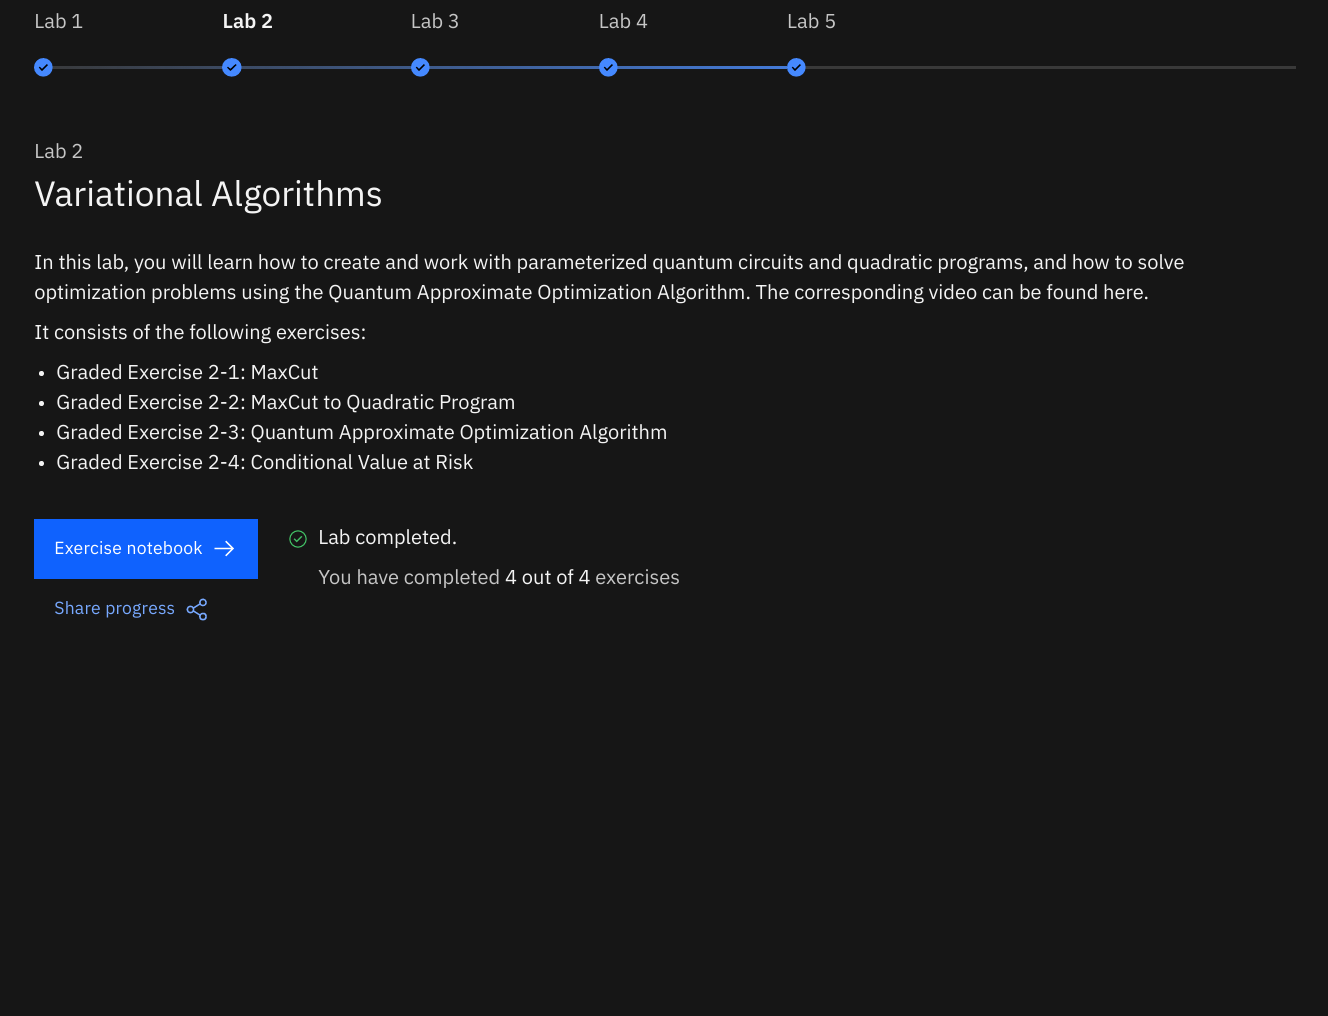 Lab 1
Lab 2
Lab 3
Lab 4
Lab 5
Lab 2
Variational Algorithms
In this lab, you will learn how to create and work with parameterized quantum circuits and quadratic programs, and how to solve
optimization problems using the Quantum Approximate Optimization Algorithm. The corresponding video can be found here.
It consists of the following exercises:
• Graded Exercise 2-1: MaxCut
• Graded Exercise 2-2: MaxCut to Quadratic Program
• Graded Exercise 2-3: Quantum Approximate Optimization Algorithm
• Graded Exercise 2-4: Conditional Value at Risk
Exercise notebook
Lab completed.
You have completed 4 out of 4 exercises
Share progress